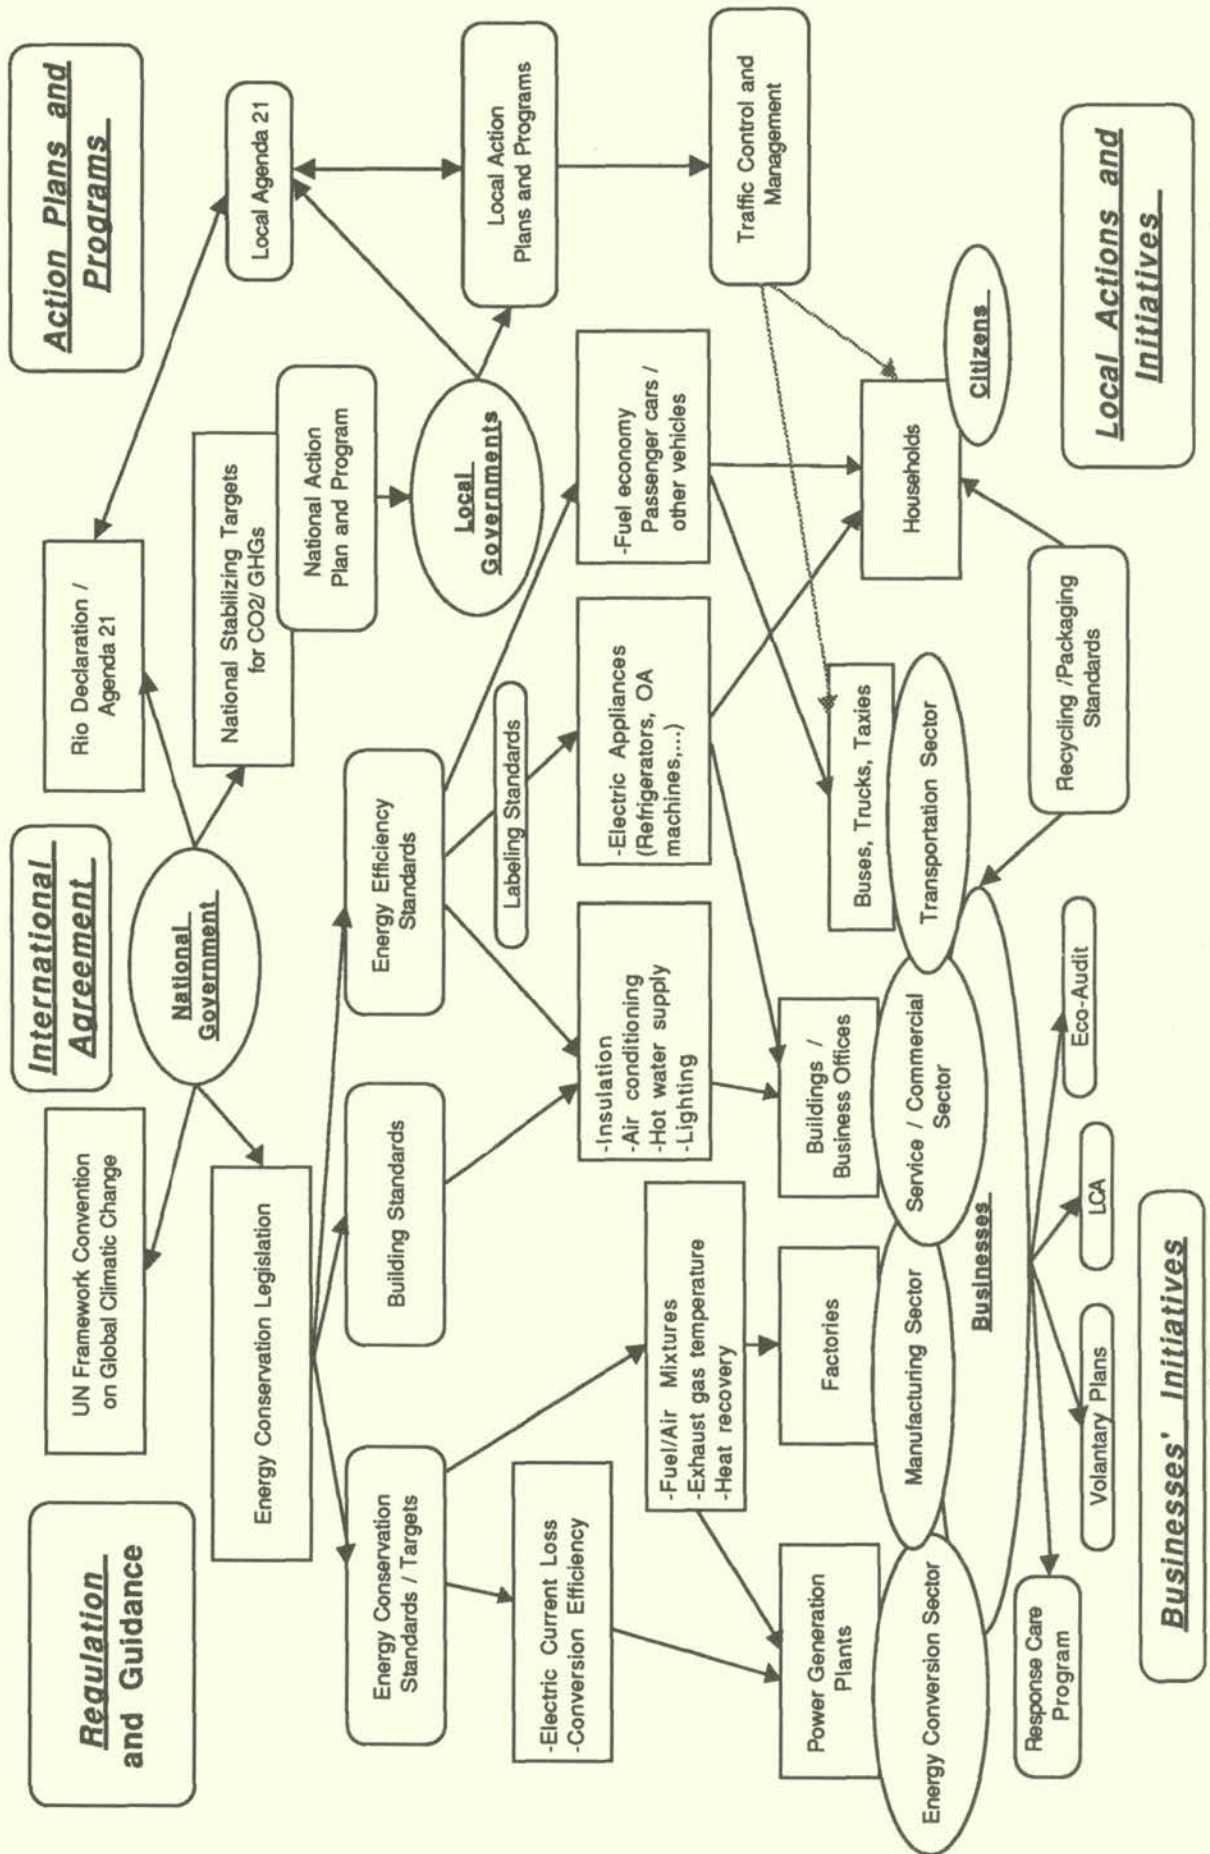 Regulation
and Guidance
International
Agreement
Action Plans and
Programs
UN Framework Convention
on Global Climatic Change
National
Government
Rio Declaration /
Agenda 21
Local Agenda 21
Energy Conservation Legislation
National Stabilizing Targets
for CO2/ GHGs
National Action
Plan and Program
Energy Conservation
Standards / Targets
Building Standards
Energy Efficiency
Standards
Local
Governments
Local Action
Plans and Programs
Labeling Standards
-Electric Current Loss
-Conversion Efficiency
-Fuel/Air Mixtures
-Exhaust gas temperature
-Heat recovery
-Insulation
-Air conditioning
-Hot water supply
-Lighting
-Electric Appliances
(Refrigerators, OA
machines,...)
-Fuel economy
Passenger cars /
other vehicles
Traffic Control and
Management
Power Generation
Plants
Factories
Buildings /
Business Offices
Buses, Trucks, Taxies
Households
Energy Conversion Sector
Manufacturing Sector
Service / Commercial
Sector
Transportation Sector
Citizens
Businesses
Response Care
Program
Volantary Plans
LCA
Eco-Audit
Recycling /Packaging
Standards
Businesses' Initiatives
Local Actions and
Initiatives